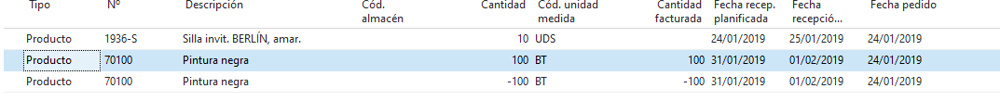 Tipo Nº Descripción Cód. almacén Cantidad Cód. unidad medida Cantidad facturada Fecha recep. planificada Fecha recepció... Fecha pedido
Producto 1936-S Silla invit. BERLÍN, amar. 10 UDS 24/01/2019 25/01/2019 24/01/2019
Producto 70100 Pintura negra 100 BT 100 31/01/2019 01/02/2019 24/01/2019
Producto 70100 Pintura negra -100 BT -100 31/01/2019 01/02/2019 24/01/2019